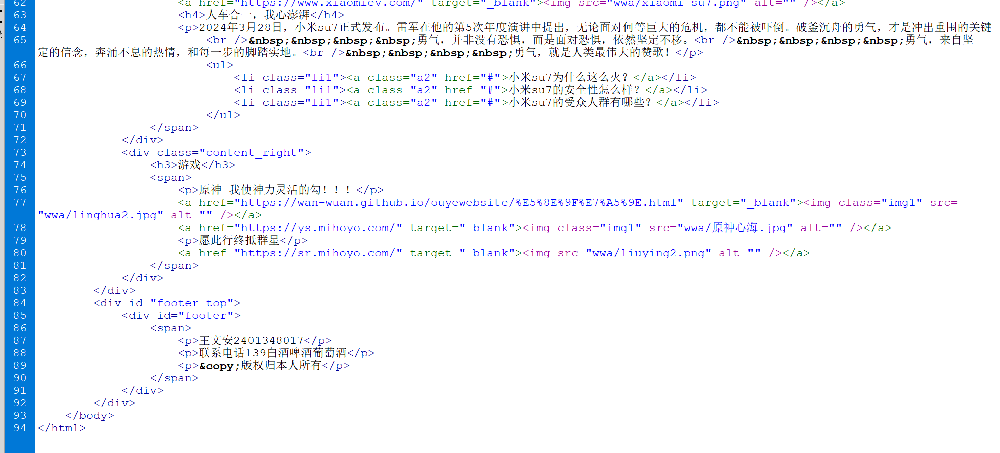 62 <a href="https://www.xiaomiev.com/" target="_blank"><img src="wwa/xiaomi su7.png" alt="" /></a>
63 <h4>人车合一，我心澎湃</h4>
64 <p>2024年3月28日，小米su7正式发布。雷军在他的第5次年度演讲中提出，无论面对何等巨大的危机，都不能被吓倒。破釜沉舟的勇气，才是冲出重围的关键
65 <br />&nbsp;&nbsp;&nbsp;&nbsp;勇气，并非没有恐惧，而是面对恐惧，依然坚定不移。<br />&nbsp;&nbsp;&nbsp;&nbsp;勇气，来自坚
定的信念，奔涌不息的热情，和每一步的脚踏实地。<br />&nbsp;&nbsp;&nbsp;&nbsp;勇气，就是人类最伟大的赞歌！</p>
66 <ul>
67 <li class="li1"><a class="a2" href="#">小米su7为什么这么火？</a></li>
68 <li class="li1"><a class="a2" href="#">小米su7的安全性怎么样？</a></li>
69 <li class="li1"><a class="a2" href="#">小米su7的受众人群有哪些？</a></li>
70 </ul>
71 </span>
72 </div>
73 <div class="content_right">
74 <h3>游戏</h3>
75 <span>
76 <p>原神 我使神力灵活的勾！！！</p>
77 <a href="https://wan-wuan.github.io/ouyewebsite/%E5%8E%9F%E7%A5%9E.html" target="_blank"><img class="img1" src=
"wwa/linghua2.jpg" alt="" /></a>
78 <a href="https://ys.mihoyo.com/" target="_blank"><img class="img1" src="wwa/原神心海.jpg" alt="" /></a>
79 <p>愿此行终抵群星</p>
80 <a href="https://sr.mihoyo.com/" target="_blank"><img src="wwa/liuying2.png" alt="" /></a>
81 </span>
82 </div>
83 </div>
84 <div id="footer_top">
85 <div id="footer">
86 <span>
87 <p>王文安2401348017</p>
88 <p>联系电话139白酒啤酒葡萄酒</p>
89 <p>&copy;版权归本人所有</p>
90 </span>
91 </div>
92 </div>
93 </body>
94 </html>